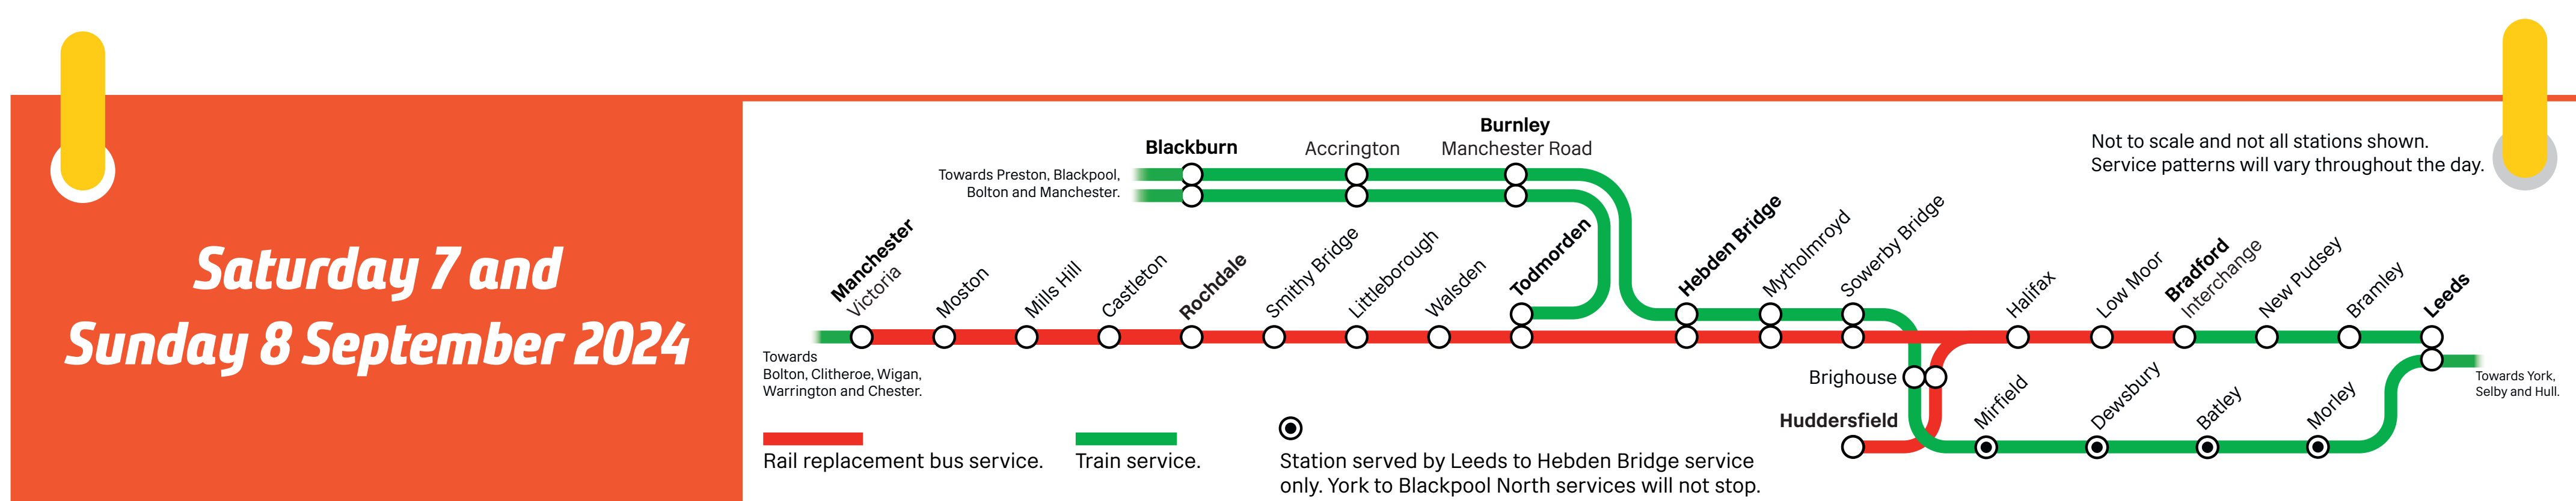 Saturday 7 and
Sunday 8 September 2024
Blackburn
Accrington
Burnley
Manchester Road
Towards Preston, Blackpool,
Bolton and Manchester.
Not to scale and not all stations shown.
Service patterns will vary throughout the day.
Manchester
Victoria
Moston
Mills Hill
Castleton
Rochdale
Smithy Bridge
Littleborough
Walsden
Todmorden
Hebden Bridge
Mytholmroyd
Sowerby Bridge
Halifax
Low Moor
Bradford
Interchange
New Pudsey
Bramley
Leeds
Towards
Bolton, Clitheroe, Wigan,
Warrington and Chester.
Brighouse
Huddersfield
Mirfield
Dewsbury
Batley
Morley
Towards York,
Selby and Hull.
Rail replacement bus service.
Train service.
Station served by Leeds to Hebden Bridge service
only. York to Blackpool North services will not stop.